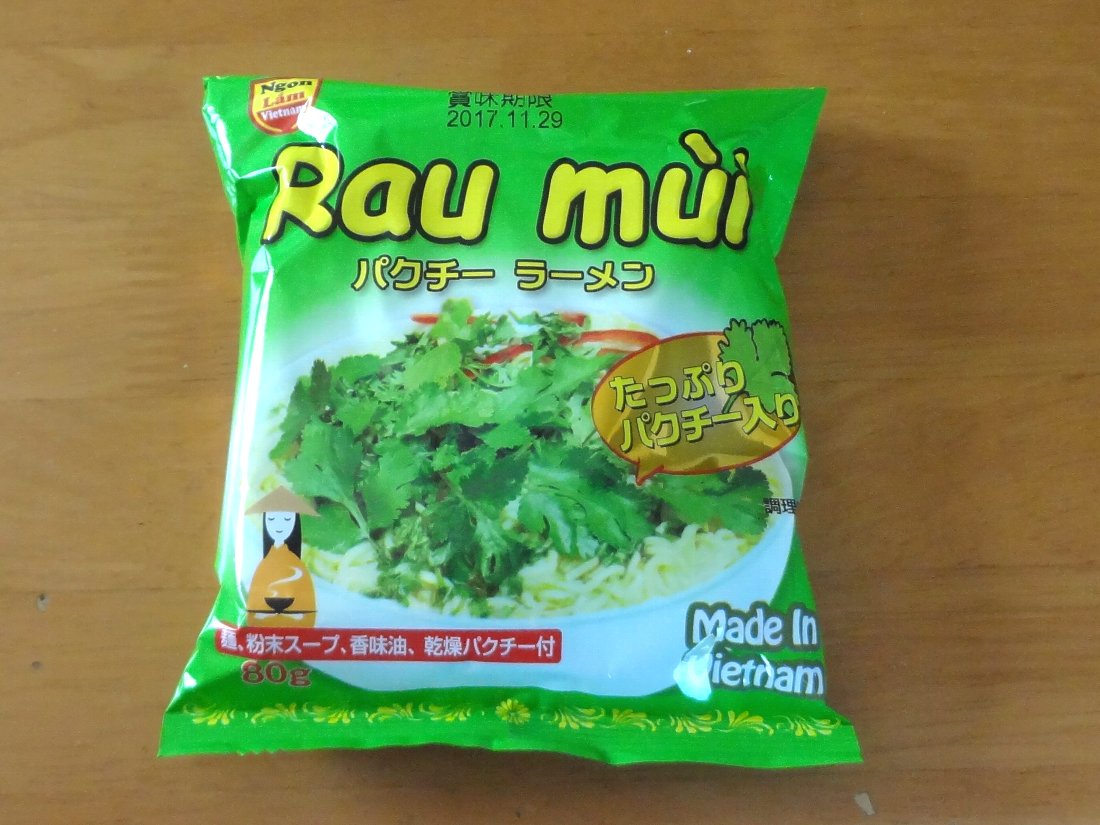 Ngon
Lắm
Vietnam
賞味期限
2017.11.29
Rau mùi
パクチー ラーメン
たっぷり
パクチー入り
調理
麺、粉末スープ、香味油、乾燥パクチー付
80g
Made In
Vietnam